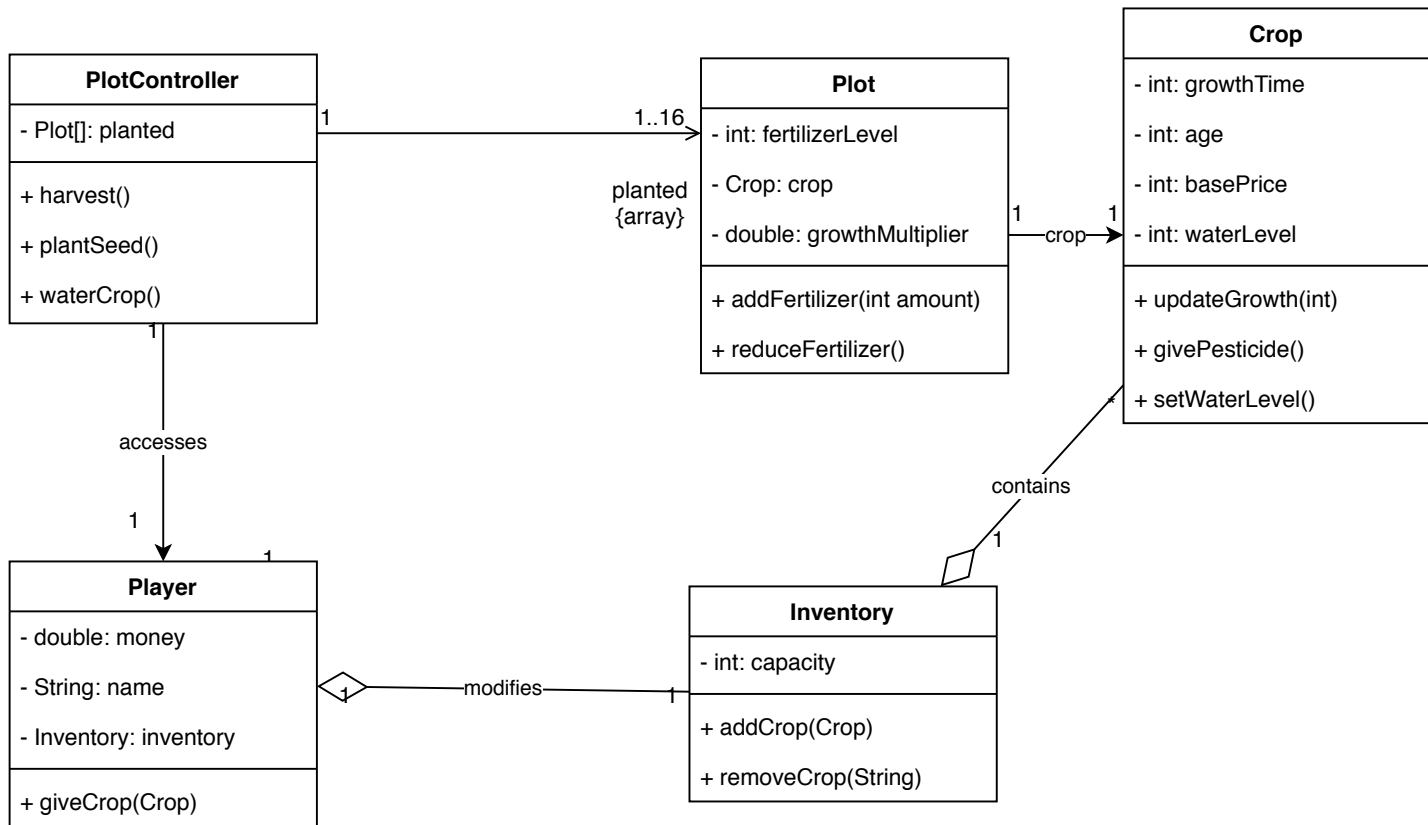 PlotController
- Plot[]: planted
+ harvest()
+ plantSeed()
+ waterCrop()
1
1..16
planted
{array}
Plot
- int: fertilizerLevel
- Crop: crop
- double: growthMultiplier
+ addFertilizer(int amount)
+ reduceFertilizer()
1
crop
1
Crop
- int: growthTime
- int: age
- int: basePrice
- int: waterLevel
+ updateGrowth(int)
+ givePesticide()
+ setWaterLevel()
1
accesses
1
1
*
contains
1
Player
- double: money
- String: name
- Inventory: inventory
+ giveCrop(Crop)
1
modifies
1
Inventory
- int: capacity
+ addCrop(Crop)
+ removeCrop(String)